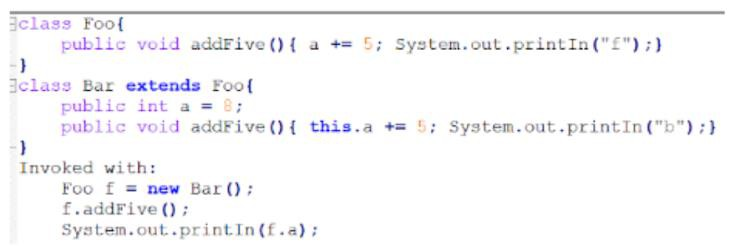 class Foo{
public void addFive(){ a += 5; System.out.printIn("f");}
}
class Bar extends Foo{
public int a = 8;
public void addFive(){ this.a += 5; System.out.printIn("b");}
}
Invoked with:
Foo f = new Bar();
f.addFive();
System.out.printIn(f.a);